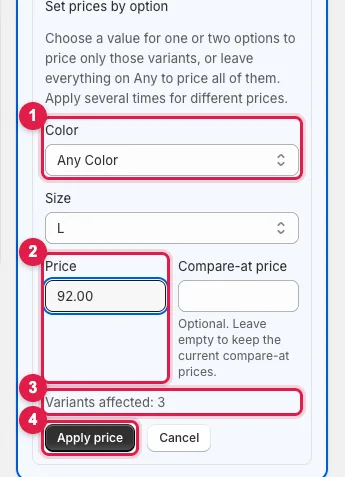 Set prices by option
Choose a value for one or two options to
price only those variants, or leave
everything on Any to price all of them.
Apply several times for different prices.
1
Color
Any Color
Size
L
2
Price
Compare-at price
92.00
Optional. Leave
empty to keep the
current compare-at
prices.
3
Variants affected: 3
4
Apply price
Cancel